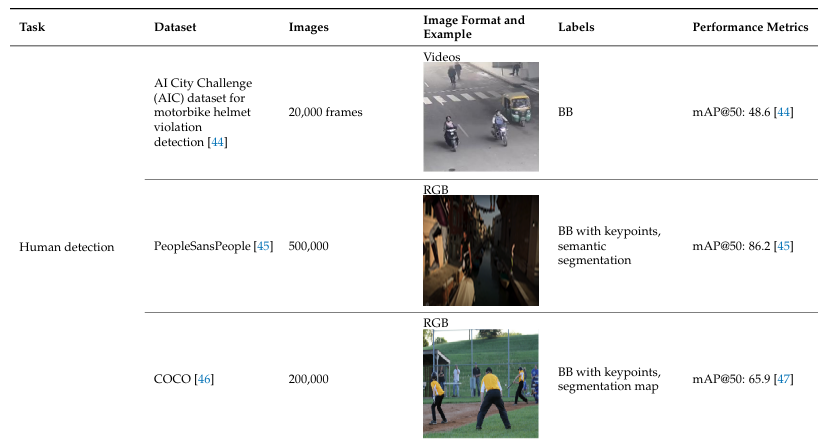 Task
Dataset
Images
Image Format and
Example
Labels
Performance Metrics
Human detection
AI City Challenge
(AIC) dataset for
motorbike helmet
violation
detection [44]
20,000 frames
Videos
BB
mAP@50: 48.6 [44]
PeopleSansPeople [45]
500,000
RGB
BB with keypoints,
semantic
segmentation
mAP@50: 86.2 [45]
COCO [46]
200,000
RGB
BB with keypoints,
segmentation map
mAP@50: 65.9 [47]